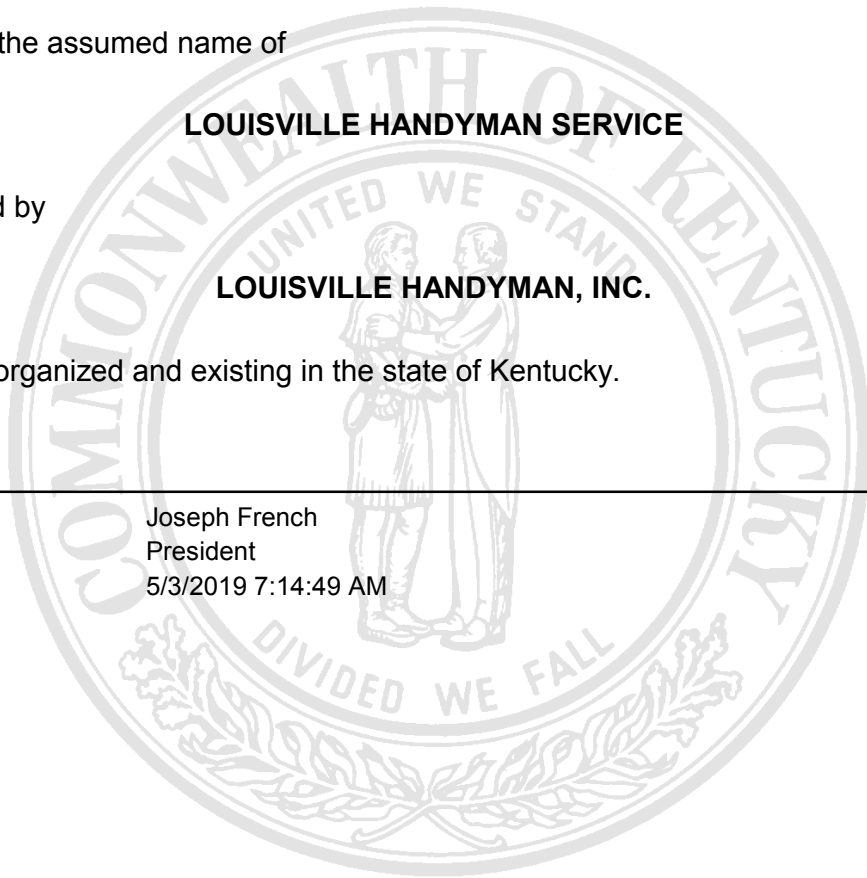 the assumed name of
LOUISVILLE HANDYMAN SERVICE
d by
LOUISVILLE HANDYMAN, INC.
organized and existing in the state of Kentucky.
Joseph French
President
5/3/2019 7:14:49 AM
COMMONWEALTH OF KENTUCKY
UNITED WE STAND
DIVIDED WE FALL